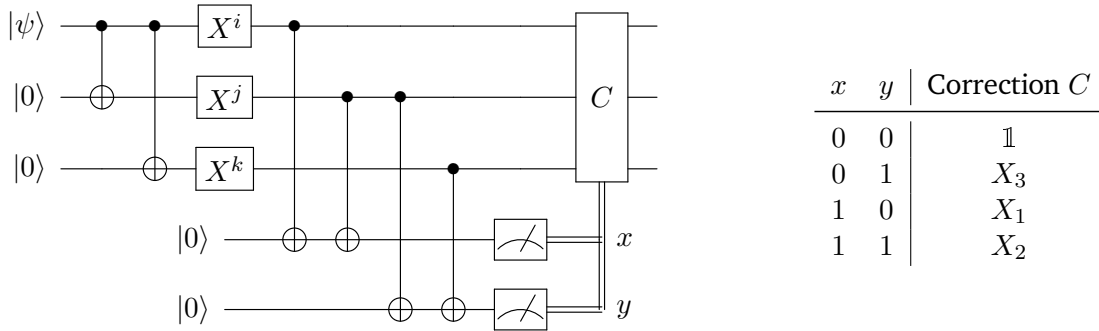 |ψ⟩ X^i
|0⟩ X^j C
|0⟩ X^k
|0⟩ x
|0⟩ y
x y Correction C
0 0 𝟙
0 1 X_3
1 0 X_1
1 1 X_2